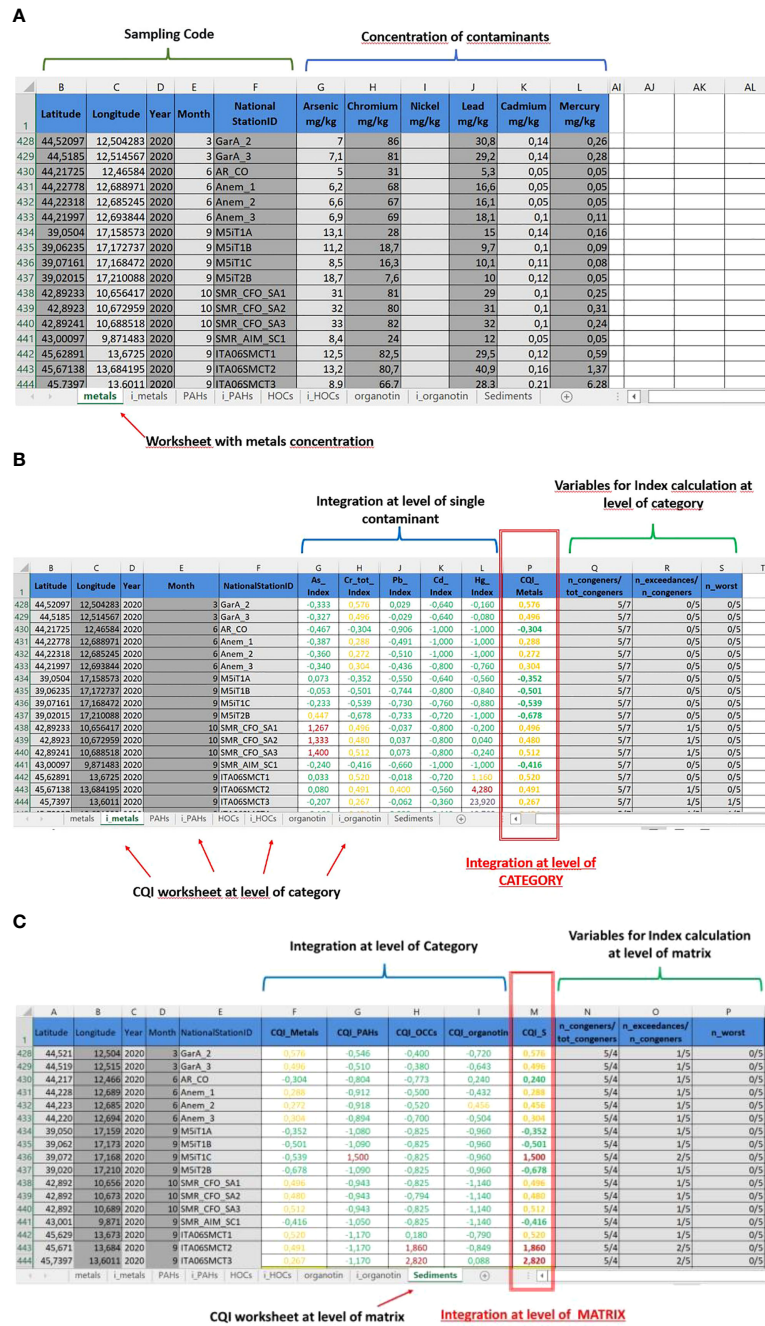 A
Sampling Code
Concentration of contaminants
B C D E F G H I J K L AI AJ AK AL
1 Latitude Longitude Year Month National StationID Arsenic mg/kg Chromium mg/kg Nickel mg/kg Lead mg/kg Cadmium mg/kg Mercury mg/kg
428 44,52097 12,504283 2020 3 GarA_2 7 86 30,8 0,14 0,26
429 44,5185 12,514567 2020 3 GarA_3 7,1 81 29,2 0,14 0,28
430 44,21725 12,46584 2020 6 AR_CO 5 31 5,3 0,05 0,05
431 44,22778 12,688971 2020 6 Anem_1 6,2 68 16,6 0,05 0,05
432 44,22318 12,685245 2020 6 Anem_2 6,6 67 16,1 0,05 0,05
433 44,21997 12,693844 2020 6 Anem_3 6,9 69 18,1 0,1 0,11
434 39,0504 17,158573 2020 9 M5iT1A 13,1 28 15 0,14 0,16
435 39,06235 17,172737 2020 9 M5iT1B 11,2 18,7 9,7 0,1 0,09
436 39,07161 17,168472 2020 9 M5iT1C 8,5 16,3 10,1 0,11 0,08
437 39,02015 17,210088 2020 9 M5iT2B 18,7 7,6 10 0,12 0,05
438 42,89233 10,656417 2020 10 SMR_CFO_SA1 31 81 29 0,1 0,25
439 42,8923 10,672959 2020 10 SMR_CFO_SA2 32 80 31 0,1 0,31
440 42,89241 10,688518 2020 10 SMR_CFO_SA3 33 82 32 0,1 0,24
441 43,00097 9,871483 2020 9 SMR_AIM_SC1 8,4 24 12 0,05 0,05
442 45,62891 13,6725 2020 9 ITA06SMCT1 12,5 82,5 29,5 0,12 0,59
443 45,67138 13,684195 2020 9 ITA06SMCT2 13,2 80,7 40,9 0,16 1,37
444 45,7397 13,6011 2020 9 ITA06SMCT3 8,9 66,7 28,3 0,21 6,28
metals i_metals PAHs i_PAHs HOCs i_HOCs organotin i_organotin Sediments
Worksheet with metals concentration
B
Integration at level of single contaminant
Variables for Index calculation at level of category
B C D E F G H J K L P Q R S T
1 Latitude Longitude Year Month NationalStationID As_ Index Cr_tot_ Index Pb_ Index Cd_ Index Hg_ Index CQI_ Metals n_congeners/ tot_congeners n_exceedances/ n_congeners n_worst
428 44,52097 12,504283 2020 3 GarA_2 -0,333 0,576 0,029 -0,640 -0,160 0,576 5/7 0/5 0/5
429 44,5185 12,514567 2020 3 GarA_3 -0,327 0,496 -0,029 -0,640 -0,080 0,496 5/7 0/5 0/5
430 44,21725 12,46584 2020 6 AR_CO -0,467 -0,304 -0,906 -1,000 -1,000 -0,304 5/7 0/5 0/5
431 44,22778 12,688971 2020 6 Anem_1 -0,387 0,288 -0,491 -1,000 -1,000 0,288 5/7 0/5 0/5
432 44,22318 12,685245 2020 6 Anem_2 -0,360 0,272 -0,510 -1,000 -1,000 0,272 5/7 0/5 0/5
433 44,21997 12,693844 2020 6 Anem_3 -0,340 0,304 -0,436 -0,800 -0,760 0,304 5/7 0/5 0/5
434 39,0504 17,158573 2020 9 M5iT1A 0,073 -0,352 -0,550 -0,640 -0,560 -0,352 5/7 0/5 0/5
435 39,06235 17,172737 2020 9 M5iT1B -0,053 -0,501 -0,744 -0,800 -0,840 -0,501 5/7 0/5 0/5
436 39,07161 17,168472 2020 9 M5iT1C -0,233 -0,539 -0,730 -0,760 -0,880 -0,539 5/7 0/5 0/5
437 39,02015 17,210088 2020 9 M5iT2B 0,447 -0,678 -0,733 -0,720 -1,000 -0,678 5/7 0/5 0/5
438 42,89233 10,656417 2020 10 SMR_CFO_SA1 1,267 0,496 -0,037 -0,800 -0,200 0,496 5/7 1/5 0/5
439 42,8923 10,672959 2020 10 SMR_CFO_SA2 1,333 0,480 0,037 -0,800 0,040 0,480 5/7 1/5 0/5
440 42,89241 10,688518 2020 10 SMR_CFO_SA3 1,400 0,512 0,073 -0,800 -0,240 0,512 5/7 1/5 0/5
441 43,00097 9,871483 2020 9 SMR_AIM_SC1 -0,240 -0,416 -0,660 -1,000 -1,000 -0,416 5/7 0/5 0/5
442 45,62891 13,6725 2020 9 ITA06SMCT1 0,033 0,520 -0,018 -0,720 1,160 0,520 5/7 0/5 0/5
443 45,67138 13,684195 2020 9 ITA06SMCT2 0,080 0,491 0,400 -0,560 4,280 0,491 5/7 1/5 0/5
444 45,7397 13,6011 2020 9 ITA06SMCT3 -0,207 0,267 -0,062 -0,360 23,920 0,267 5/7 1/5 1/5
metals i_metals PAHs i_PAHs HOCs i_HOCs organotin i_organotin Sediments
CQI worksheet at level of category
Integration at level of CATEGORY
C
Integration at level of Category
Variables for Index calculation at level of matrix
A B C D E F G H I M N O P
1 Latitude Longitude Year Month NationalStationID CQI_Metals CQI_PAHs CQI_OCCs CQI_organotin CQI_S n_congeners/ tot_congeners n_exceedances/ n_congeners n_worst
428 44,521 12,504 2020 3 GarA_2 0,576 -0,546 -0,400 -0,720 0,576 5/4 1/5 0/5
429 44,519 12,515 2020 3 GarA_3 0,496 -0,510 -0,380 -0,643 0,496 5/4 1/5 0/5
430 44,217 12,466 2020 6 AR_CO -0,304 -0,804 -0,773 0,240 0,240 5/4 1/5 0/5
431 44,228 12,689 2020 6 Anem_1 0,288 -0,912 -0,500 -0,432 0,288 5/4 1/5 0/5
432 44,223 12,685 2020 6 Anem_2 0,272 -0,918 -0,520 0,456 0,456 5/4 1/5 0/5
433 44,220 12,694 2020 6 Anem_3 0,304 -0,894 -0,700 -0,504 0,304 5/4 1/5 0/5
434 39,050 17,159 2020 9 M5iT1A -0,352 -1,080 -0,825 -0,960 -0,352 5/4 1/5 0/5
435 39,062 17,173 2020 9 M5iT1B -0,501 -1,090 -0,825 -0,960 -0,501 5/4 1/5 0/5
436 39,072 17,168 2020 9 M5iT1C -0,539 1,500 -0,825 -0,960 1,500 5/4 2/5 0/5
437 39,020 17,210 2020 9 M5iT2B -0,678 -1,090 -0,825 -0,960 -0,678 5/4 1/5 0/5
438 42,892 10,656 2020 10 SMR_CFO_SA1 0,496 -0,943 -0,825 -1,140 0,496 5/4 1/5 0/5
439 42,892 10,673 2020 10 SMR_CFO_SA2 0,480 -0,943 -0,794 -1,140 0,480 5/4 1/5 0/5
440 42,892 10,689 2020 10 SMR_CFO_SA3 0,512 -0,943 -0,825 -1,140 0,512 5/4 1/5 0/5
441 43,001 9,871 2020 9 SMR_AIM_SC1 -0,416 -1,050 -0,825 -1,140 -0,416 5/4 1/5 0/5
442 45,629 13,673 2020 9 ITA06SMCT1 0,520 -1,170 0,180 -0,790 0,520 5/4 1/5 0/5
443 45,671 13,684 2020 9 ITA06SMCT2 0,491 -1,170 1,860 -0,849 1,860 5/4 2/5 0/5
444 45,7397 13,6011 2020 9 ITA06SMCT3 0,267 -1,170 2,820 0,088 2,820 5/4 2/5 0/5
metals i_metals PAHs i_PAHs HOCs i_HOCs organotin i_organotin Sediments
CQI worksheet at level of matrix
Integration at level of MATRIX